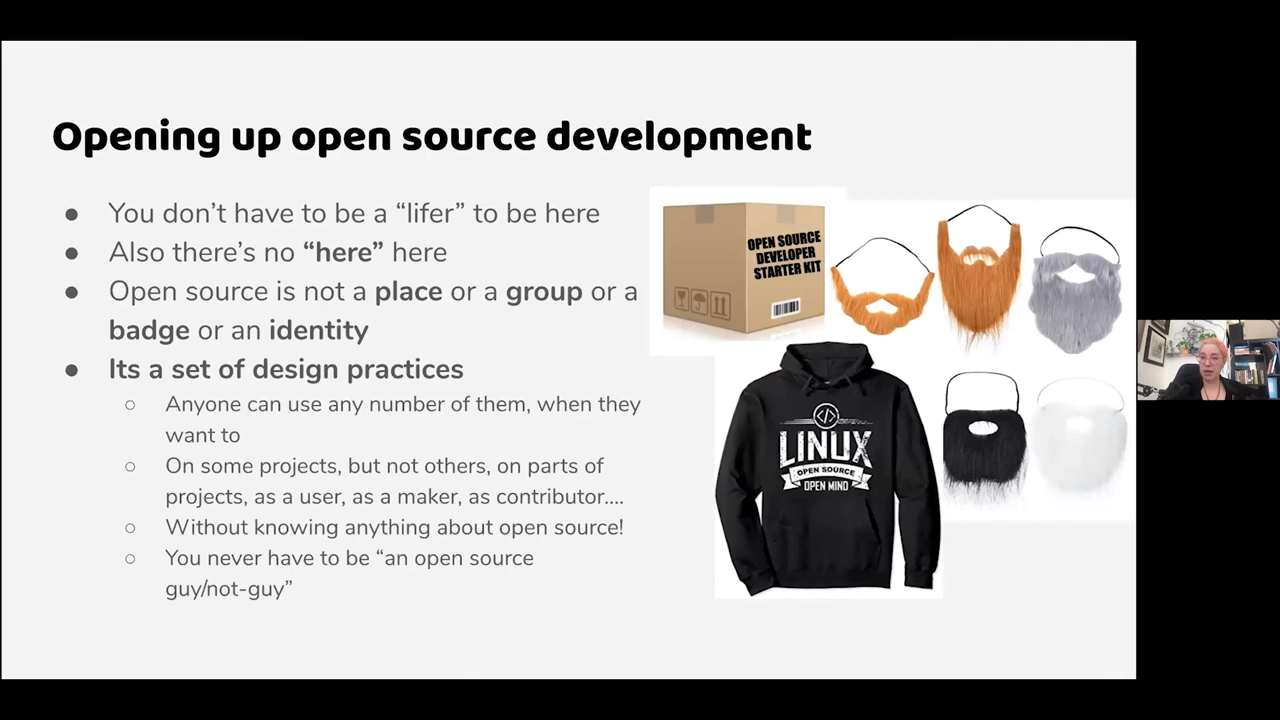 Opening up open source development
● You don’t have to be a “lifer” to be here
● Also there’s no “here” here
● Open source is not a place or a group or a
badge or an identity
● Its a set of design practices
○ Anyone can use any number of them, when they
want to
○ On some projects, but not others, on parts of
projects, as a user, as a maker, as contributor....
○ Without knowing anything about open source!
○ You never have to be “an open source
guy/not-guy”
OPEN SOURCE
DEVELOPER
STARTER KIT
</>
LINUX
OPEN SOURCE
OPEN MIND